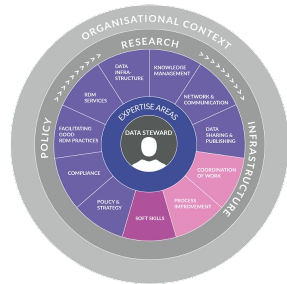 ORGANISATIONAL CONTEXT
RESEARCH
POLICY
INFRASTRUCTURE
>>>>>>>>>>
>>>>>>>>>>
DATA
INFRA-
STRUCTURE
KNOWLEDGE
MANAGEMENT
RDM
SERVICES
NETWORK &
COMMUNICATION
FACILITATING
GOOD
RDM PRACTICES
DATA
SHARING &
PUBLISHING
COMPLIANCE
COORDINATION
OF WORK
POLICY &
STRATEGY
PROCESS
IMPROVEMENT
SOFT SKILLS
EXPERTISE AREAS
DATA STEWARD